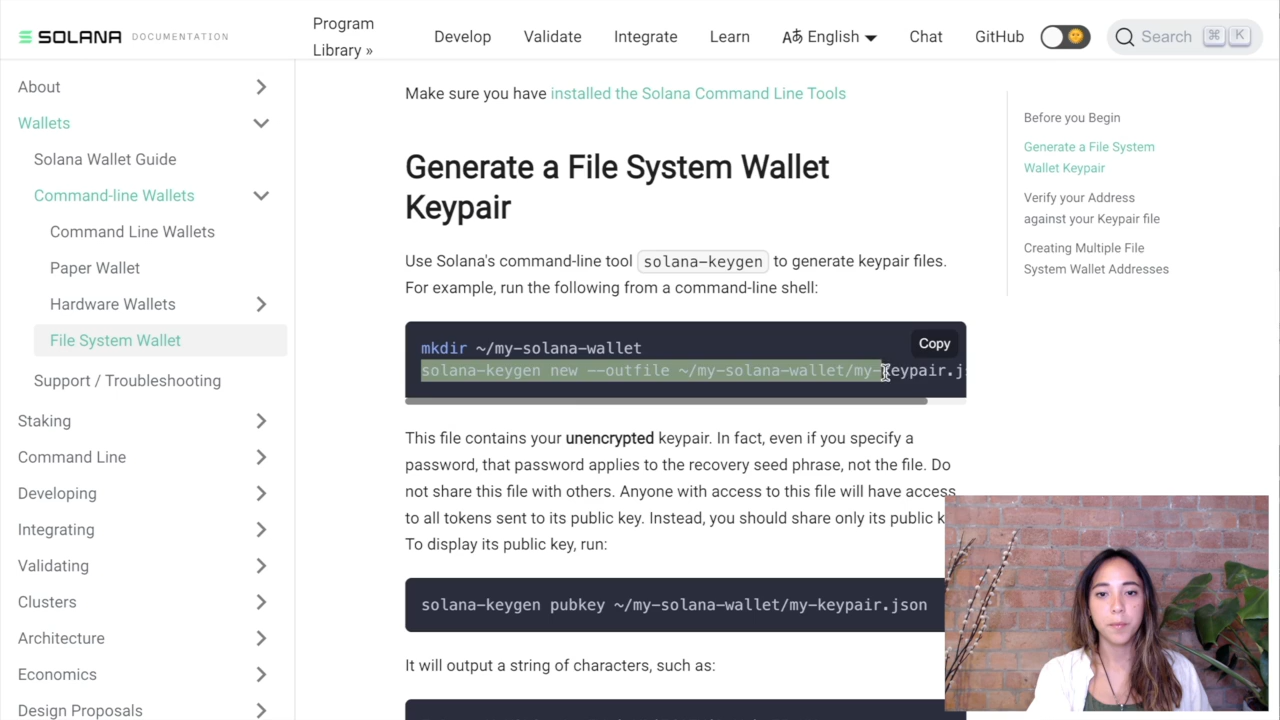 SOLANA DOCUMENTATION
Program
Library »
Develop
Validate
Integrate
Learn
Aあ English
Chat
GitHub
Search ⌘ K
About
Wallets
Solana Wallet Guide
Command-line Wallets
Command Line Wallets
Paper Wallet
Hardware Wallets
File System Wallet
Support / Troubleshooting
Staking
Command Line
Developing
Integrating
Validating
Clusters
Architecture
Economics
Design Proposals
Make sure you have installed the Solana Command Line Tools
Generate a File System Wallet
Keypair
Use Solana's command-line tool solana-keygen to generate keypair files.
For example, run the following from a command-line shell:
mkdir ~/my-solana-wallet
Copy
solana-keygen new --outfile ~/my-solana-wallet/my-keypair.j
This file contains your unencrypted keypair. In fact, even if you specify a
password, that password applies to the recovery seed phrase, not the file. Do
not share this file with others. Anyone with access to this file will have access
to all tokens sent to its public key. Instead, you should share only its public k
To display its public key, run:
solana-keygen pubkey ~/my-solana-wallet/my-keypair.json
It will output a string of characters, such as:
Before you Begin
Generate a File System
Wallet Keypair
Verify your Address
against your Keypair file
Creating Multiple File
System Wallet Addresses